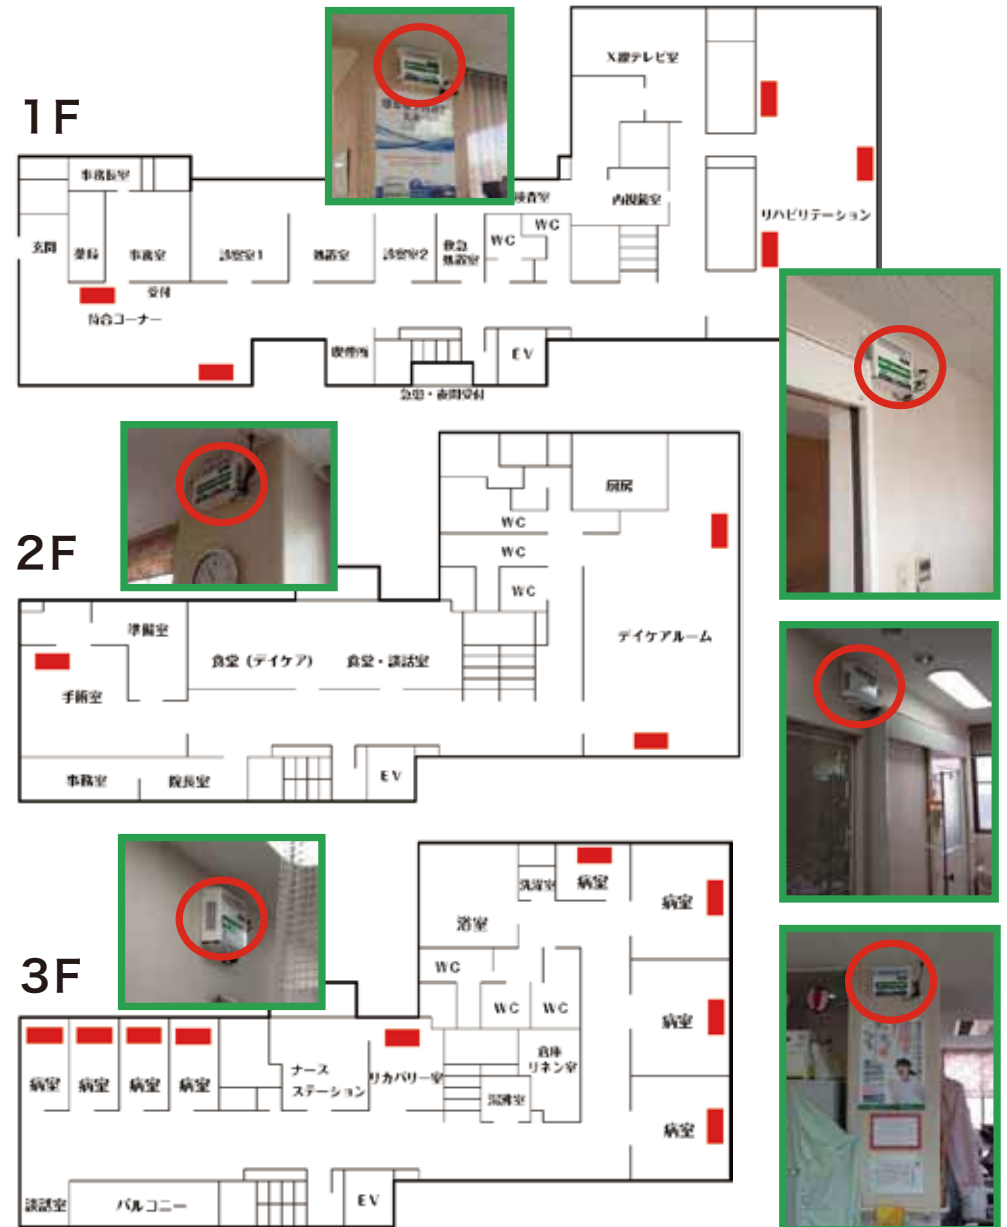 1F
X線テレビ室
事務長室
検査室
内視鏡室
リハビリテーション
玄関
薬局
事務室
診察室1
処置室
診察室2
救急
処置室
WC
WC
受付
待合コーナー
喫煙所
EV
急患・夜間受付
2F
厨房
WC
WC
WC
準備室
食堂（デイケア）
食堂・談話室
デイケアルーム
手術室
事務室
院長室
EV
3F
洗濯室
病室
病室
浴室
WC
WC
WC
病室
病室
病室
病室
病室
ナース
ステーション
リカバリー室
倉庫
リネン室
湯沸室
病室
談話室
バルコニー
EV